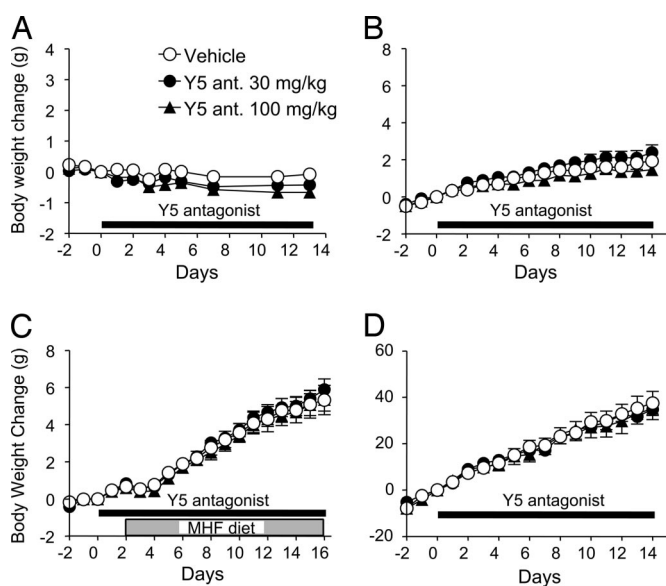 A
B
Body weight change (g)
4
3
2
1
0
-1
-2
Vehicle
Y5 ant. 30 mg/kg
Y5 ant. 100 mg/kg
Y5 antagonist
-2 0 2 4 6 8 10 12 14
Days
8
6
4
2
0
-2
Y5 antagonist
-2 0 2 4 6 8 10 12 14
Days
C
D
Body Weight Change (g)
8
6
4
2
0
-2
Y5 antagonist
MHF diet
-2 0 2 4 6 8 10 12 14 16
Days
60
40
20
0
-20
Y5 antagonist
-2 0 2 4 6 8 10 12 14
Days